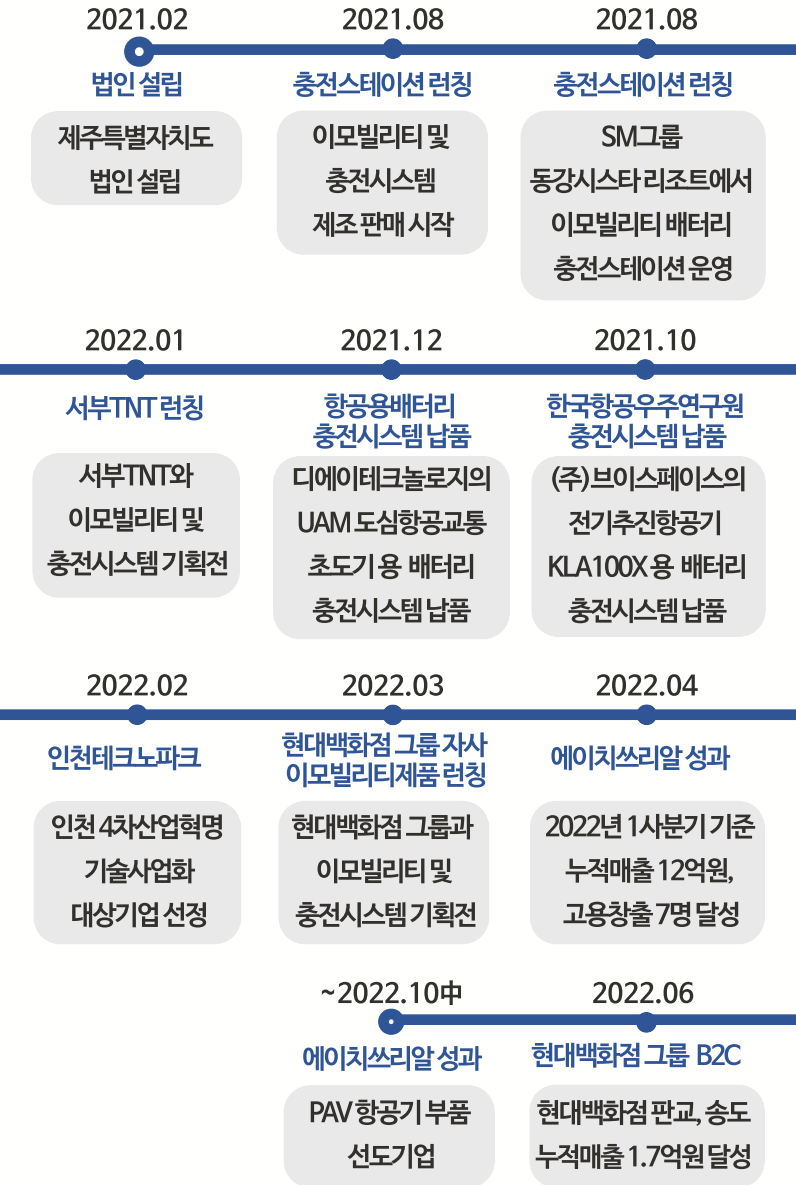 2021.02
법인 설립
제주특별자치도
법인 설립
2021.08
충전스테이션 런칭
이모빌리티 및
충전시스템
제조 판매 시작
2021.08
충전스테이션 런칭
SM그룹
동강시스타 리조트에서
이모빌리티 배터리
충전스테이션 운영
2022.01
서부TNT 런칭
서부TNT와
이모빌리티 및
충전시스템 기획전
2021.12
항공용배터리
충전시스템 납품
디에이테크놀로지의
UAM 도심항공교통
초도기 용 배터리
충전시스템 납품
2021.10
한국항공우주연구원
충전시스템 납품
(주)브이스페이스의
전기추진항공기
KLA100X 용 배터리
충전시스템 납품
2022.02
인천테크노파크
인천 4차산업혁명
기술사업화
대상기업 선정
2022.03
현대백화점 그룹 자사
이모빌리티제품 런칭
현대백화점 그룹과
이모빌리티 및
충전시스템 기획전
2022.04
에이치쓰리알 성과
2022년 1사분기 기준
누적매출 12억원,
고용창출 7명 달성
~2022.10中
에이치쓰리알 성과
PAV 항공기 부품
선도기업
2022.06
현대백화점 그룹 B2C
현대백화점 판교, 송도
누적매출 1.7억원 달성